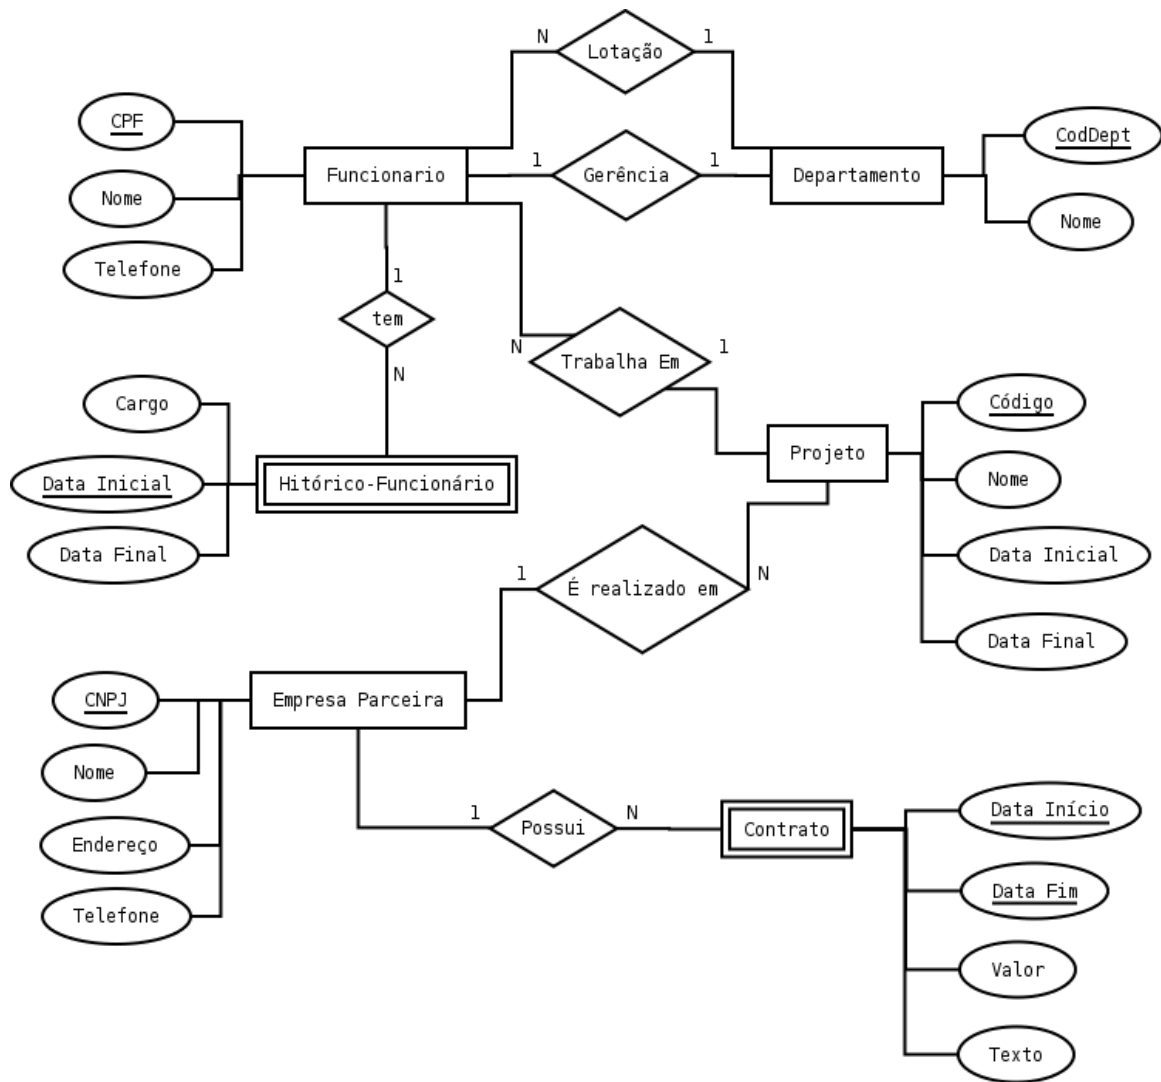 N
Lotação
1
CPF
Funcionario
1
Gerência
1
Departamento
CodDept
Nome
Nome
Telefone
1
tem
N
N
Trabalha Em
1
Cargo
Data Inicial
Hitórico-Funcionário
Data Final
Projeto
Código
Nome
Data Inicial
Data Final
1
É realizado em
N
CNPJ
Empresa Parceira
Nome
Endereço
Telefone
1
Possui
N
Contrato
Data Início
Data Fim
Valor
Texto